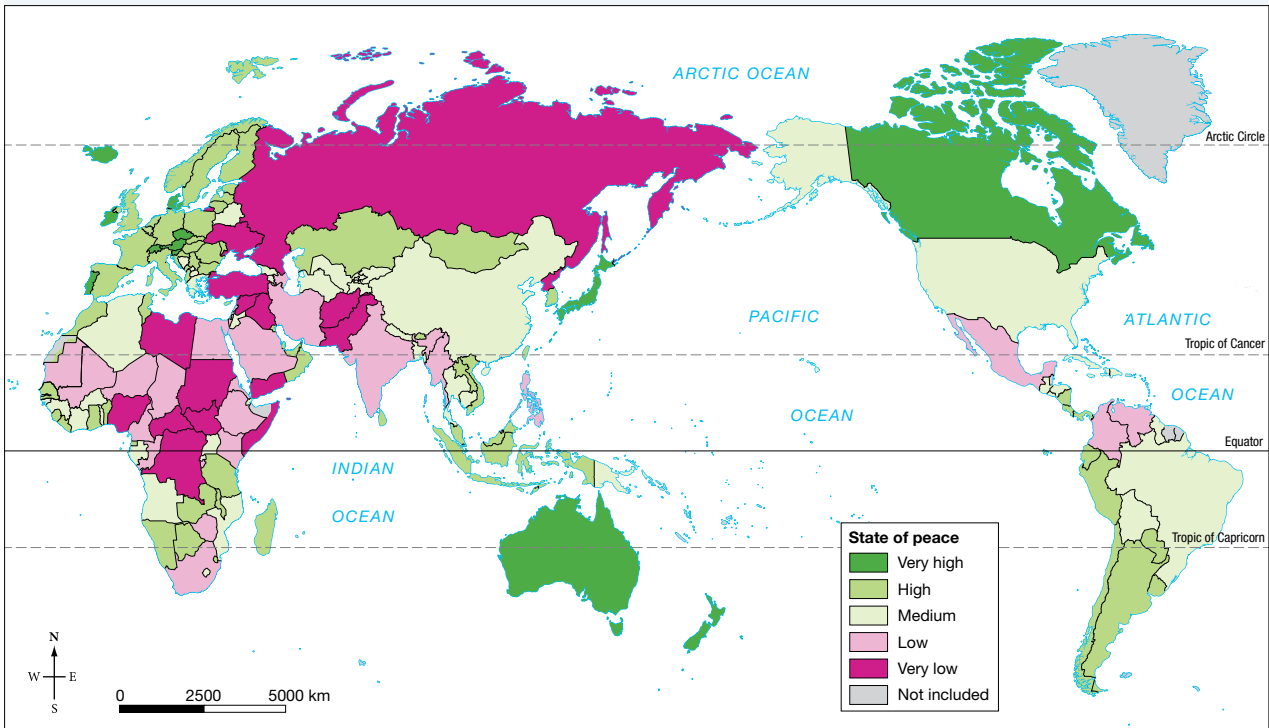 ARCTIC OCEAN
Arctic Circle
PACIFIC
ATLANTIC
Tropic of Cancer
OCEAN
OCEAN
Equator
INDIAN
OCEAN
Tropic of Capricorn
State of peace
Very high
High
Medium
Low
Very low
Not included
N
W E
S
0 2500 5000 km